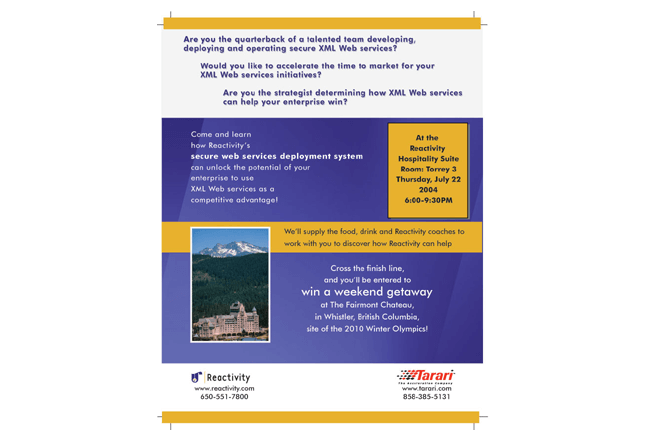 Are you the quarterback of a talented team developing,
deploying and operating secure XML Web services?
Would you like to accelerate the time to market for your
XML Web services initiatives?
Are you the strategist determining how XML Web services
can help your enterprise win?
Come and learn
how Reactivity's
secure web services deployment system
can unlock the potential of your
enterprise to use
XML Web services as a
competitive advantage!
At the
Reactivity
Hospitality Suite
Room: Torrey 3
Thursday, July 22
2004
6:00-9:30PM
We'll supply the food, drink and Reactivity coaches to
work with you to discover how Reactivity can help
Cross the finish line,
and you'll be entered to
win a weekend getaway
at The Fairmont Chateau,
in Whistler, British Columbia,
site of the 2010 Winter Olympics!
Reactivity
www.reactivity.com
650-551-7800
Tarari
The Acceleration Company
www.tarari.com
858-385-5131